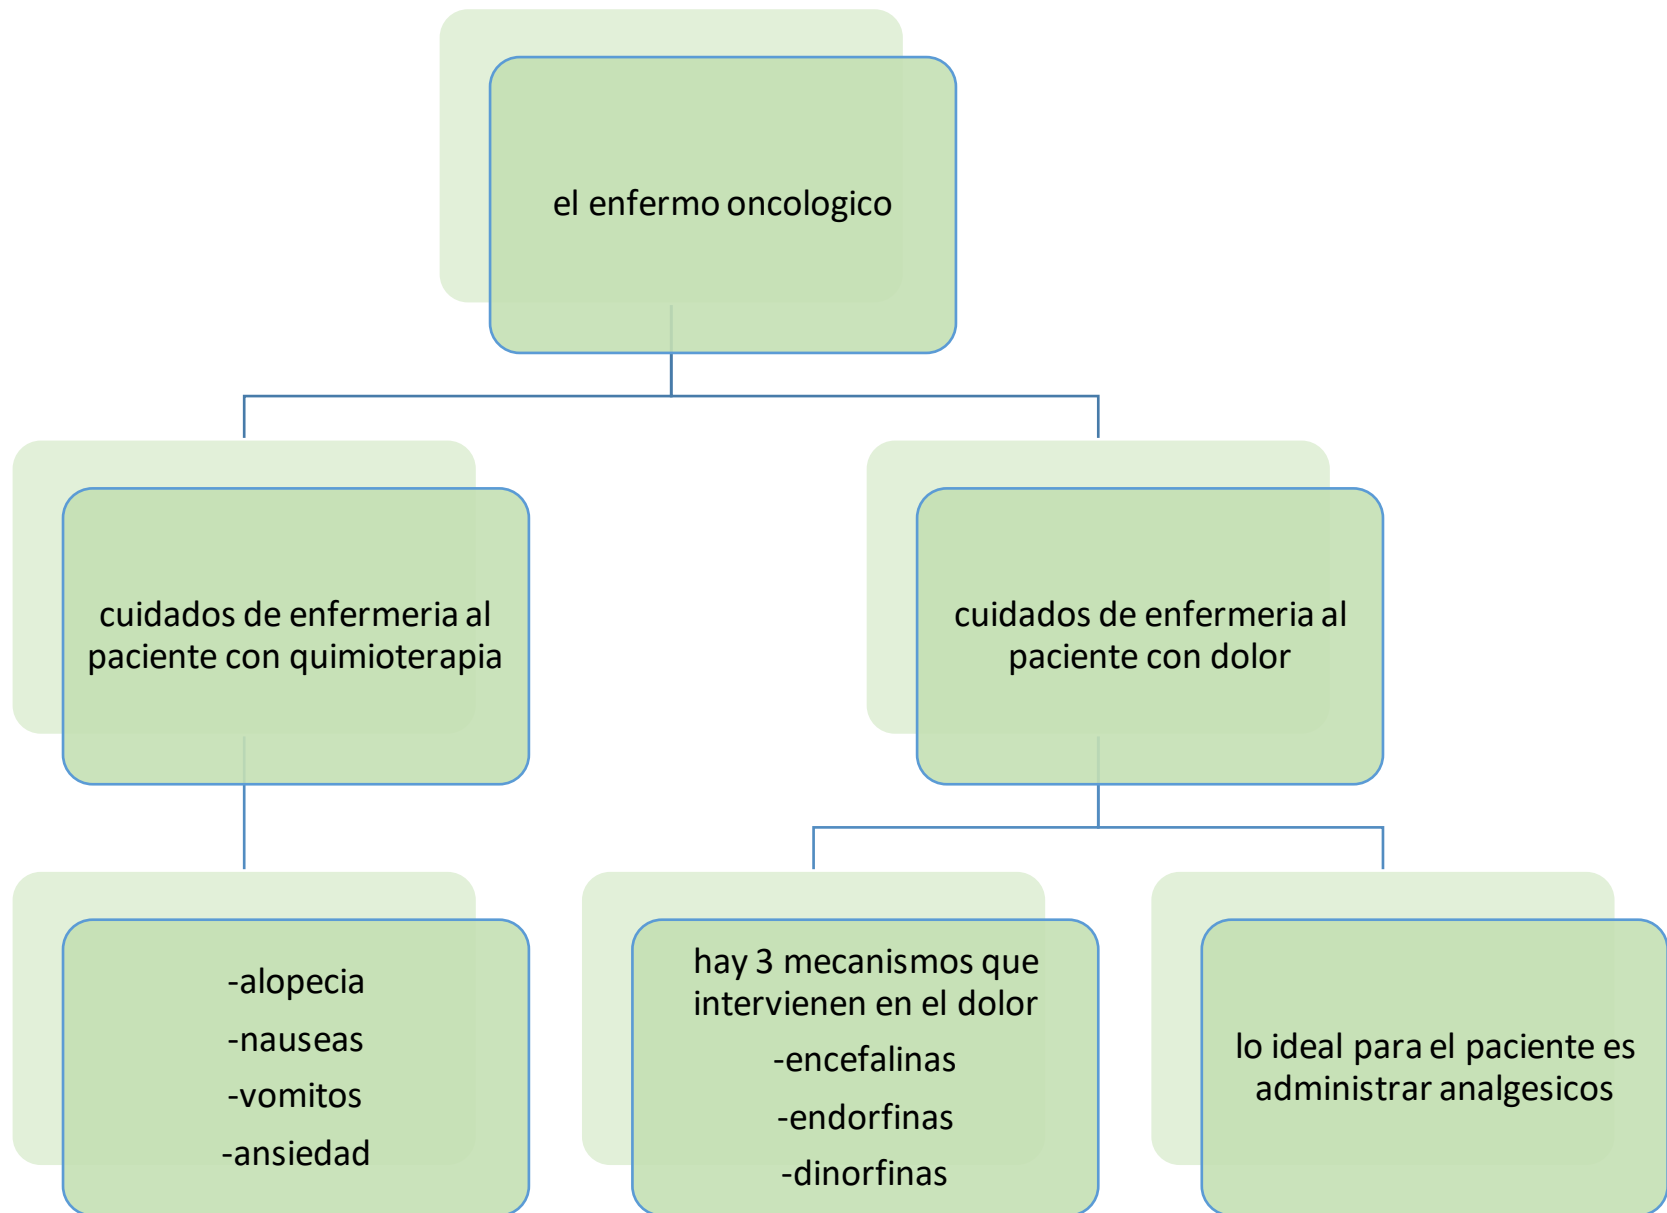 el enfermo oncologico
cuidados de enfermeria al
paciente con quimioterapia
cuidados de enfermeria al
paciente con dolor
-alopecia
-nauseas
-vomitos
-ansiedad
hay 3 mecanismos que
intervienen en el dolor
-encefalinas
-endorfinas
-dinorfinas
lo ideal para el paciente es
administrar analgesicos